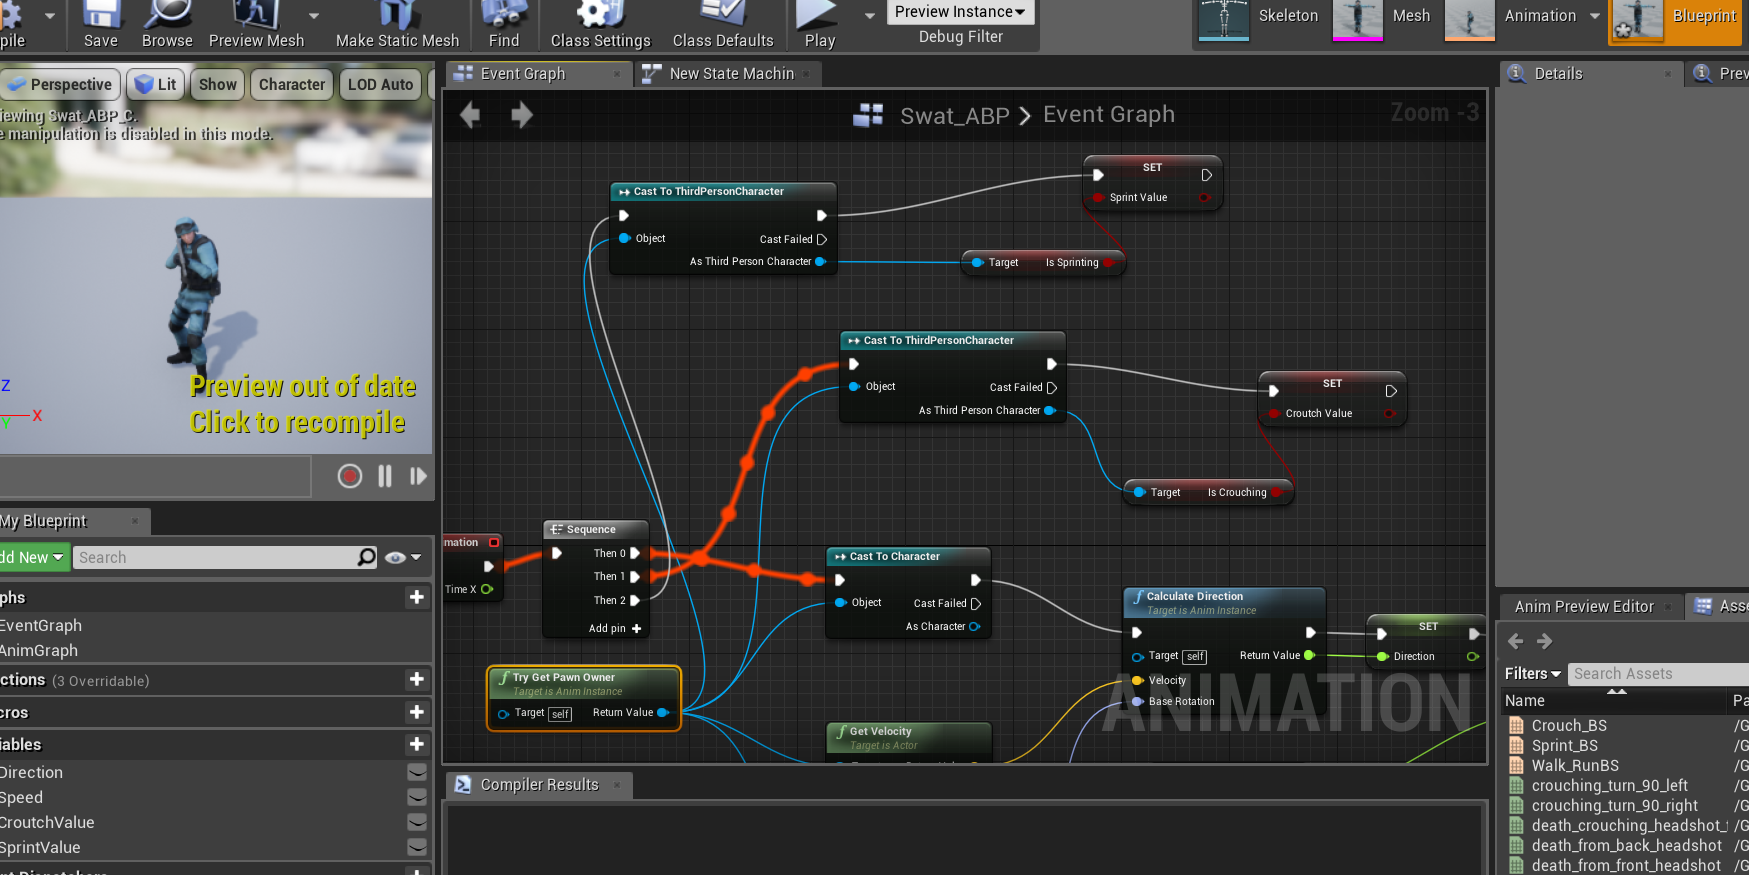 pile
Save
Browse
Preview Mesh
Make Static Mesh
Find
Class Settings
Class Defaults
Play
Preview Instance
Debug Filter
Skeleton
Mesh
Animation
Blueprint
Perspective
Lit
Show
Character
LOD Auto
iewing Swat_ABP_C.
e manipulation is disabled in this mode.
Z
X
Y
Preview out of date
Click to recompile
My Blueprint
dd New
Search
phs
EventGraph
AnimGraph
ctions (3 Overridable)
cros
iables
Direction
Speed
CroutchValue
SprintValue
Event Graph
New State Machin
Swat_ABP > Event Graph
Zoom -3
Cast To ThirdPersonCharacter
Object
Cast Failed
As Third Person Character
SET
Sprint Value
Target
Is Sprinting
Cast To ThirdPersonCharacter
Object
Cast Failed
As Third Person Character
SET
Croutch Value
Target
Is Crouching
mation
Time X
Sequence
Then 0
Then 1
Then 2
Add pin +
Cast To Character
Object
Cast Failed
As Character
Calculate Direction
Target is Anim Instance
Target self
Return Value
Velocity
Base Rotation
SET
Direction
Try Get Pawn Owner
Target is Anim Instance
Target self
Return Value
Get Velocity
Target is Actor
ANIMATION
Compiler Results
Details
Prev
Anim Preview Editor
Asse
Filters
Search Assets
Name
Pa
Crouch_BS /G
Sprint_BS /G
Walk_RunBS /G
crouching_turn_90_left /G
crouching_turn_90_right /G
death_crouching_headshot_ /G
death_from_back_headshot /G
death_from_front_headshot /G